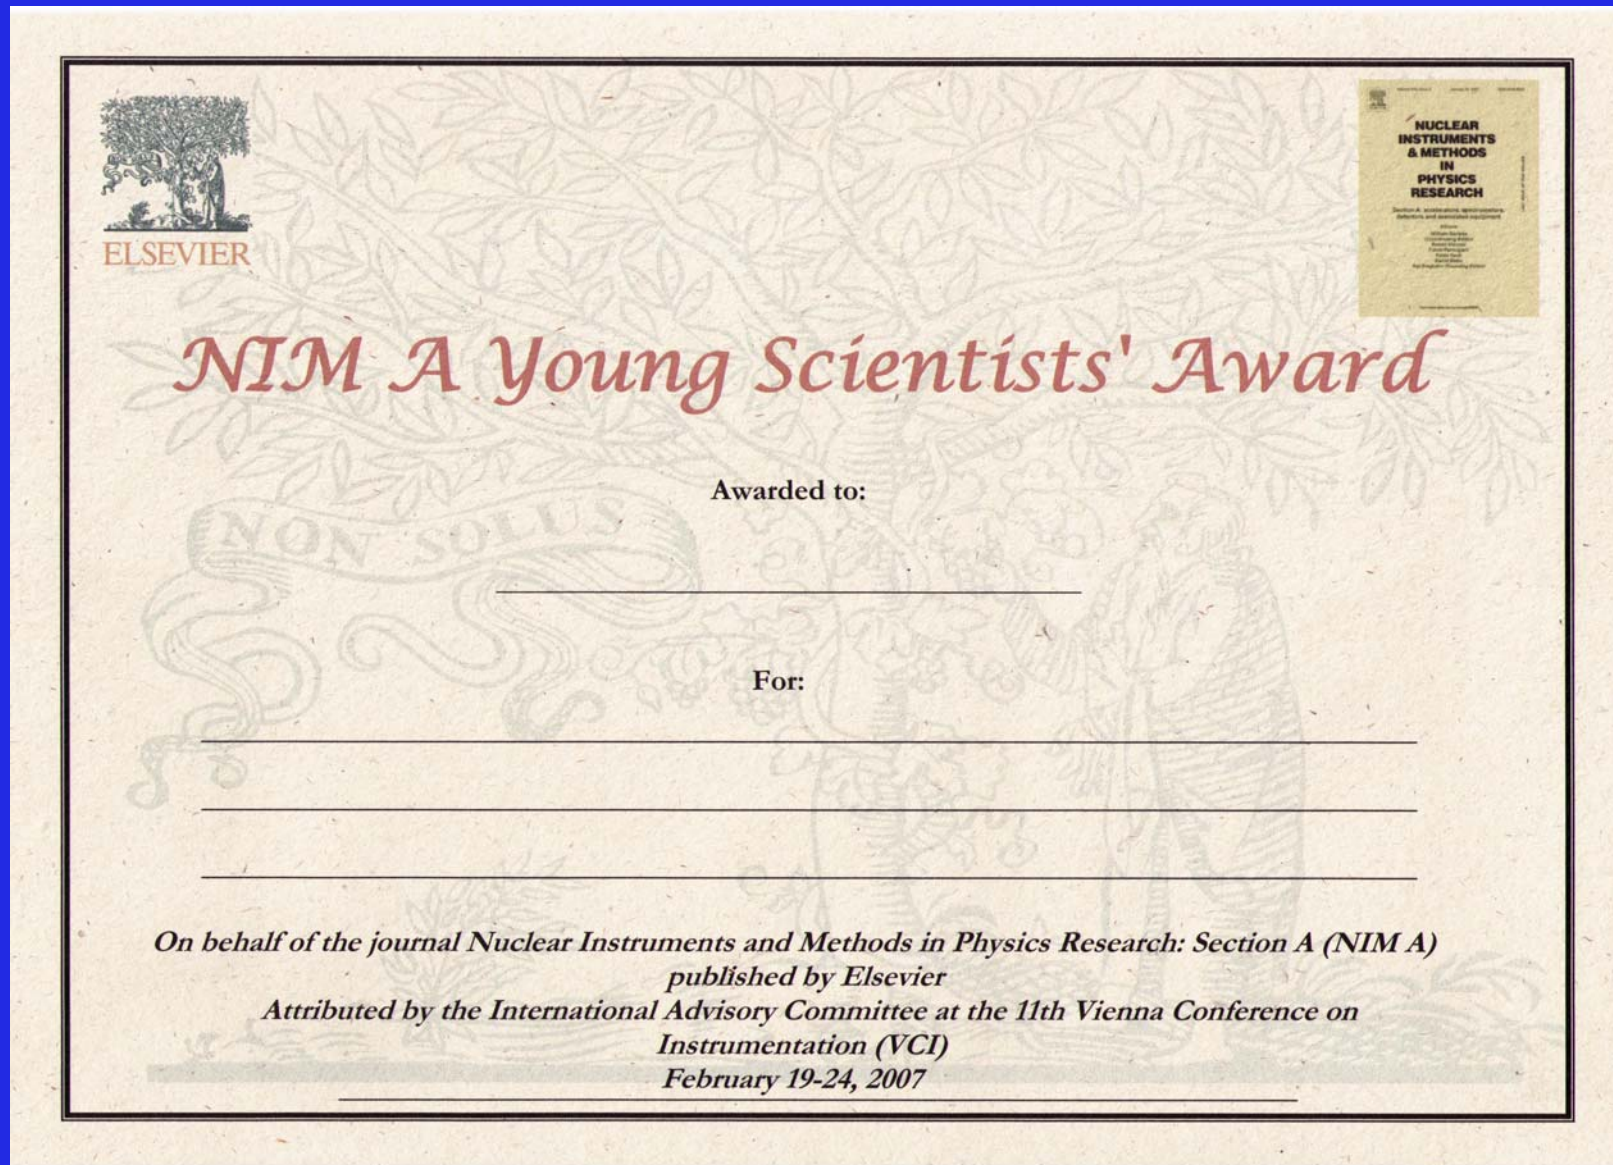 ELSEVIER
NUCLEAR
INSTRUMENTS
& METHODS
IN
PHYSICS
RESEARCH
NIM A Young Scientists' Award
Awarded to:
NON SOLUS
For:
On behalf of the journal Nuclear Instruments and Methods in Physics Research: Section A (NIM A)
published by Elsevier
Attributed by the International Advisory Committee at the 11th Vienna Conference on
Instrumentation (VCI)
February 19-24, 2007